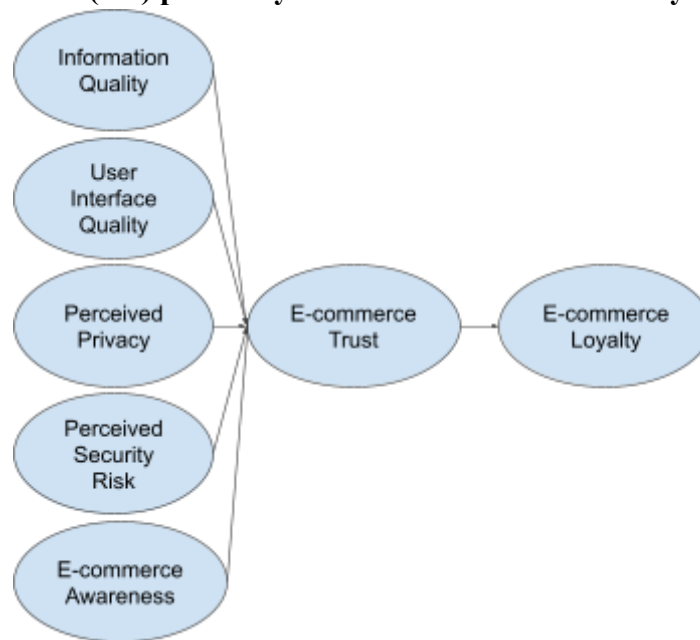 Information
Quality
User
Interface
Quality
Perceived
Privacy
E-commerce
Trust
E-commerce
Loyalty
Perceived
Security
Risk
E-commerce
Awareness